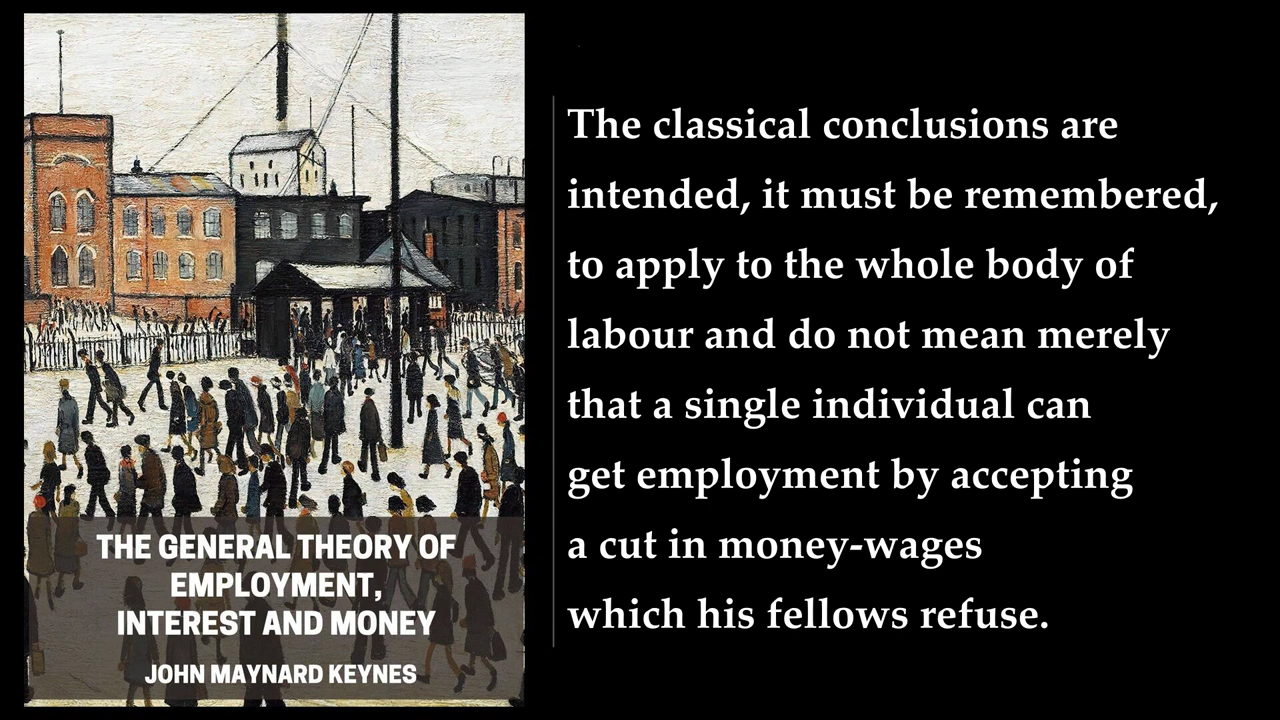 THE GENERAL THEORY OF
EMPLOYMENT,
INTEREST AND MONEY
JOHN MAYNARD KEYNES
The classical conclusions are
intended, it must be remembered,
to apply to the whole body of
labour and do not mean merely
that a single individual can
get employment by accepting
a cut in money-wages
which his fellows refuse.